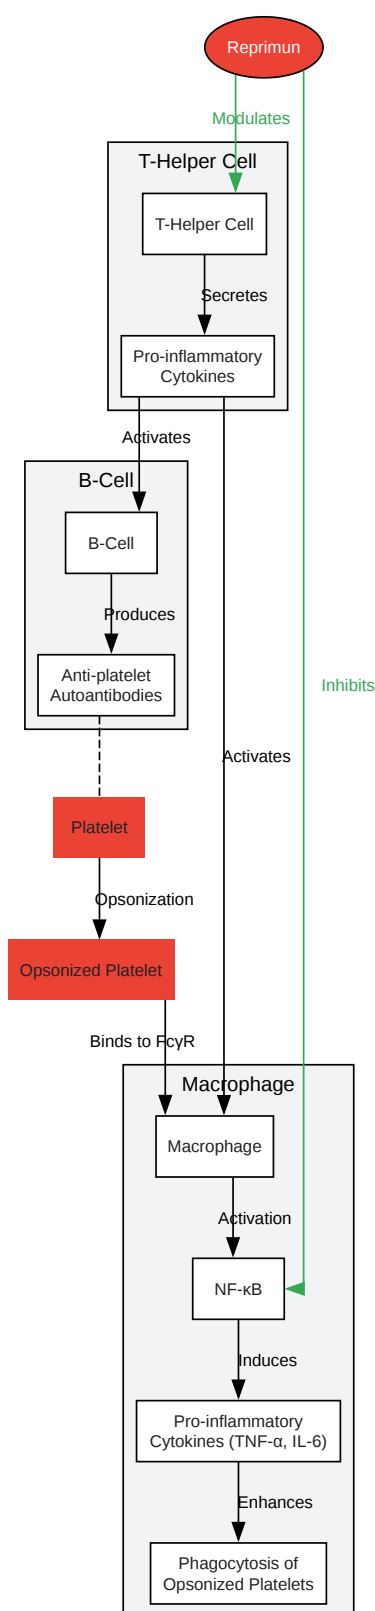 Reprimun
Modulates
T-Helper Cell
T-Helper Cell
Secretes
Pro-inflammatory
Cytokines
Activates
B-Cell
B-Cell
Produces
Anti-platelet
Autoantibodies
Inhibits
Activates
Platelet
Opsonization
Opsonized Platelet
Binds to FcγR
Macrophage
Macrophage
Activation
NF-κB
Induces
Pro-inflammatory
Cytokines (TNF-α, IL-6)
Enhances
Phagocytosis of
Opsonized Platelets